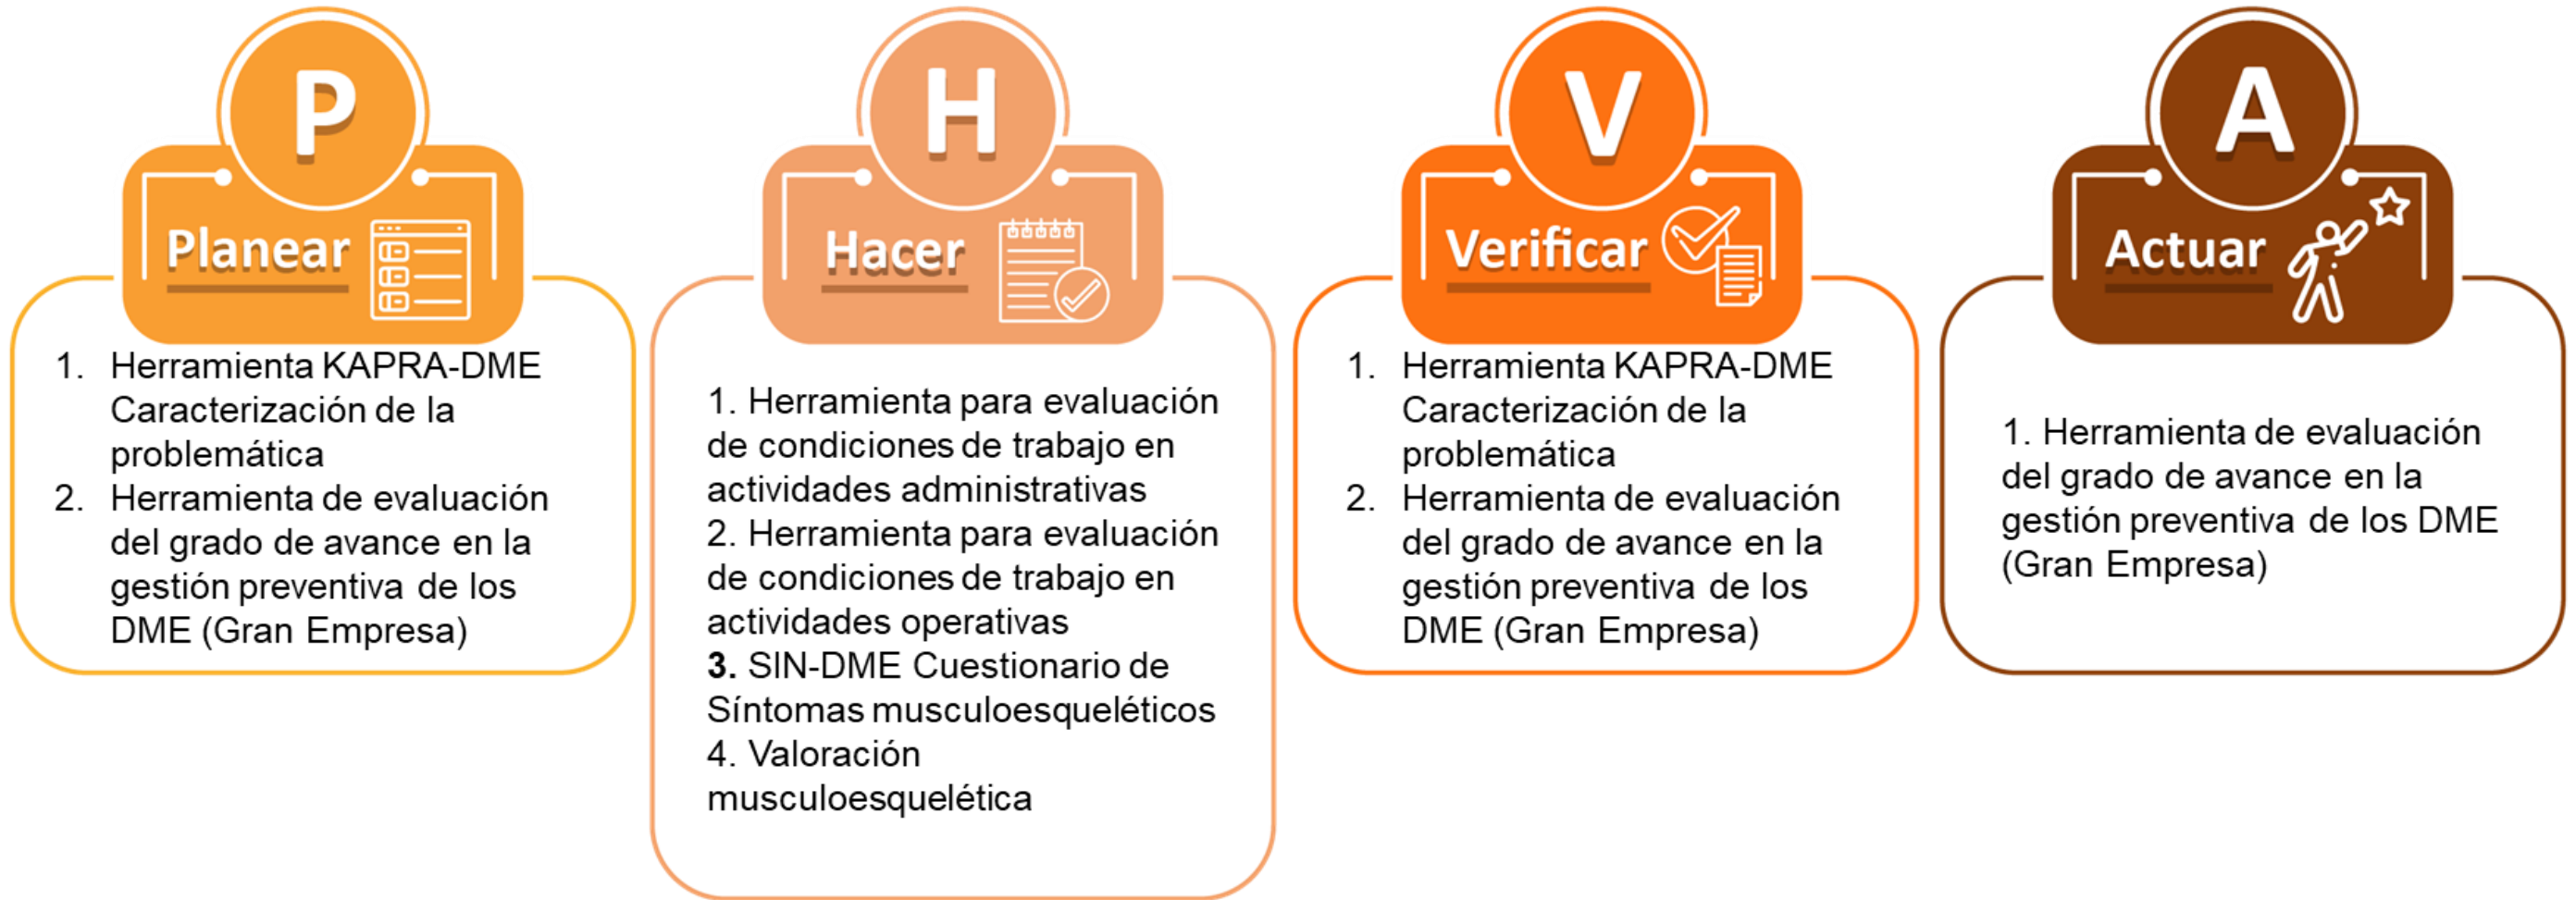 P
Planear
1. Herramienta KAPRA-DME
Caracterización de la
problemática
2. Herramienta de evaluación
del grado de avance en la
gestión preventiva de los
DME (Gran Empresa)
H
Hacer
1. Herramienta para evaluación
de condiciones de trabajo en
actividades administrativas
2. Herramienta para evaluación
de condiciones de trabajo en
actividades operativas
3. SIN-DME Cuestionario de
Síntomas musculoesqueléticos
4. Valoración
musculoesquelética
V
Verificar
1. Herramienta KAPRA-DME
Caracterización de la
problemática
2. Herramienta de evaluación
del grado de avance en la
gestión preventiva de los
DME (Gran Empresa)
A
Actuar
1. Herramienta de evaluación
del grado de avance en la
gestión preventiva de los DME
(Gran Empresa)